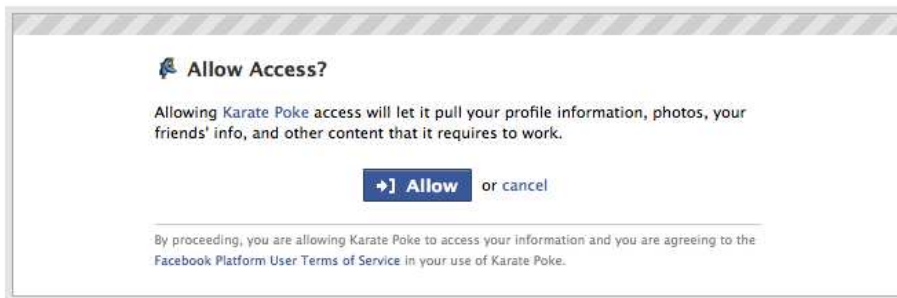 Allow Access?
Allowing Karate Poke access will let it pull your profile information, photos, your
friends' info, and other content that it requires to work.
Allow or cancel
By proceeding, you are allowing Karate Poke to access your information and you are agreeing to the
Facebook Platform User Terms of Service in your use of Karate Poke.